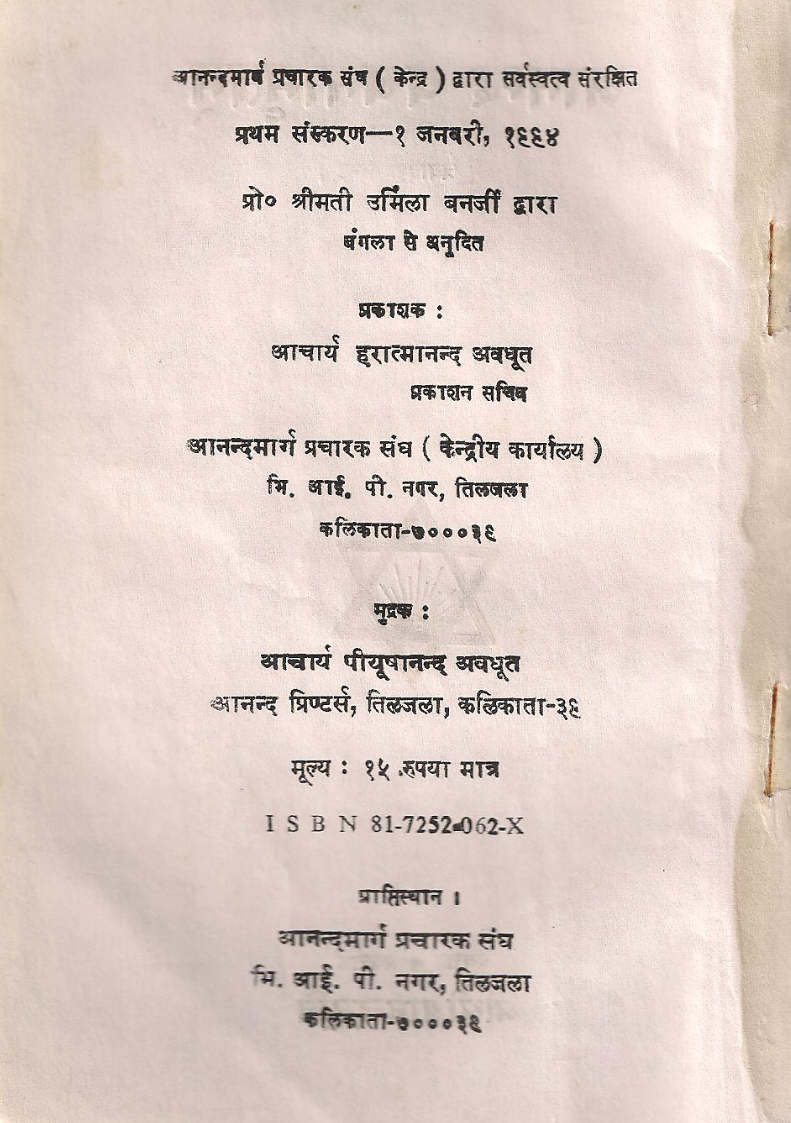 आनन्दमार्ग प्रचारक संघ ( केन्द्र ) द्वारा सर्वस्वत्व संरक्षित
प्रथम संस्करण—१ जनबरी, १९९४
प्रो० श्रीमती उर्मिला बनर्जी द्वारा
बंगला से अनूदित
प्रकाशक :
आचार्य हरात्मानन्द अवधूत
प्रकाशन सचिव
आनन्दमार्ग प्रचारक संघ ( केन्द्रीय कार्यालय )
भि. आई. पी. नगर, तिलजला
कलिकाता-७०००३९
मुद्रक :
आचार्य पीयूषानन्द अवधूत
आनन्द प्रिण्टर्स, तिलजला, कलिकाता-३९
मूल्य : १५ रुपया मात्र
I S B N 81-7252-062-X
प्राप्तिस्थान ।
आनन्दमार्ग प्रचारक संघ
भि. आई. पी. नगर, तिलजला
कलिकाता-७०००३९